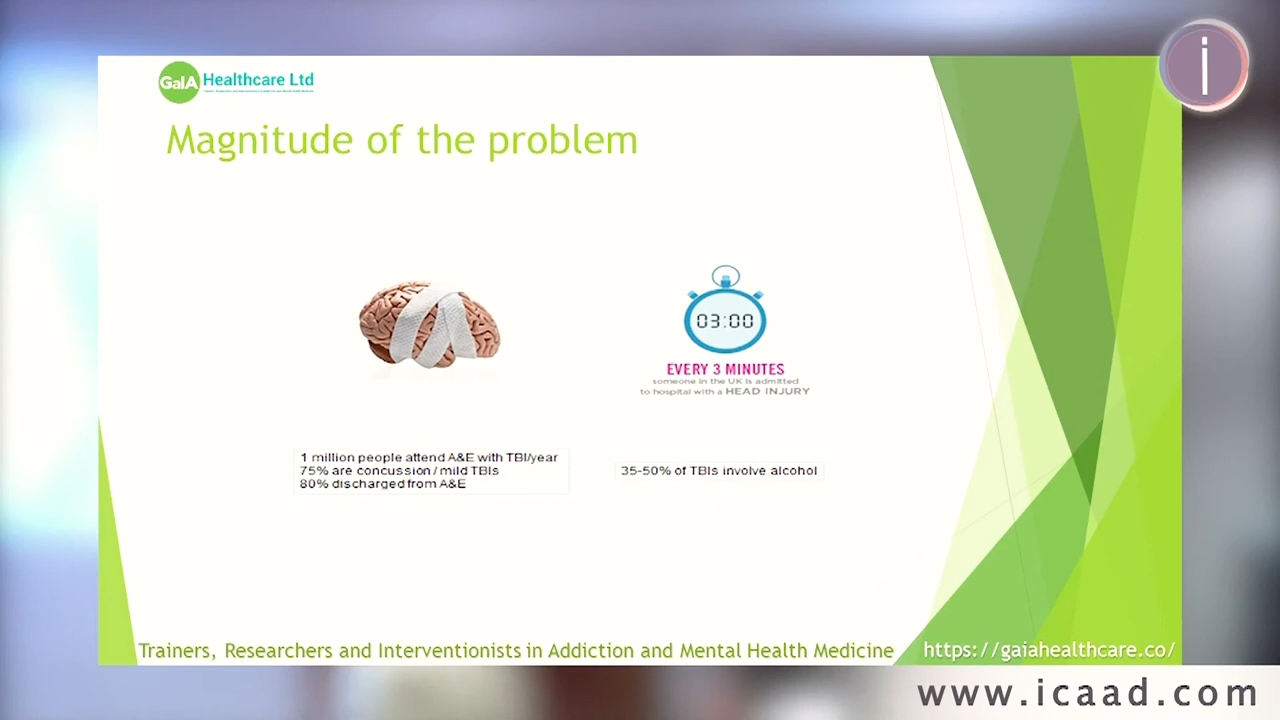 GaIA Healthcare Ltd
Magnitude of the problem
03:00
EVERY 3 MINUTES
someone in the UK is admitted
to hospital with a HEAD INJURY
1 million people attend A&E with TBI/year
75% are concussion / mild TBIs
80% discharged from A&E
35-50% of TBIs involve alcohol
Trainers, Researchers and Interventionists in Addiction and Mental Health Medicine
https://gaiahealthcare.co/
i
www.icaad.com